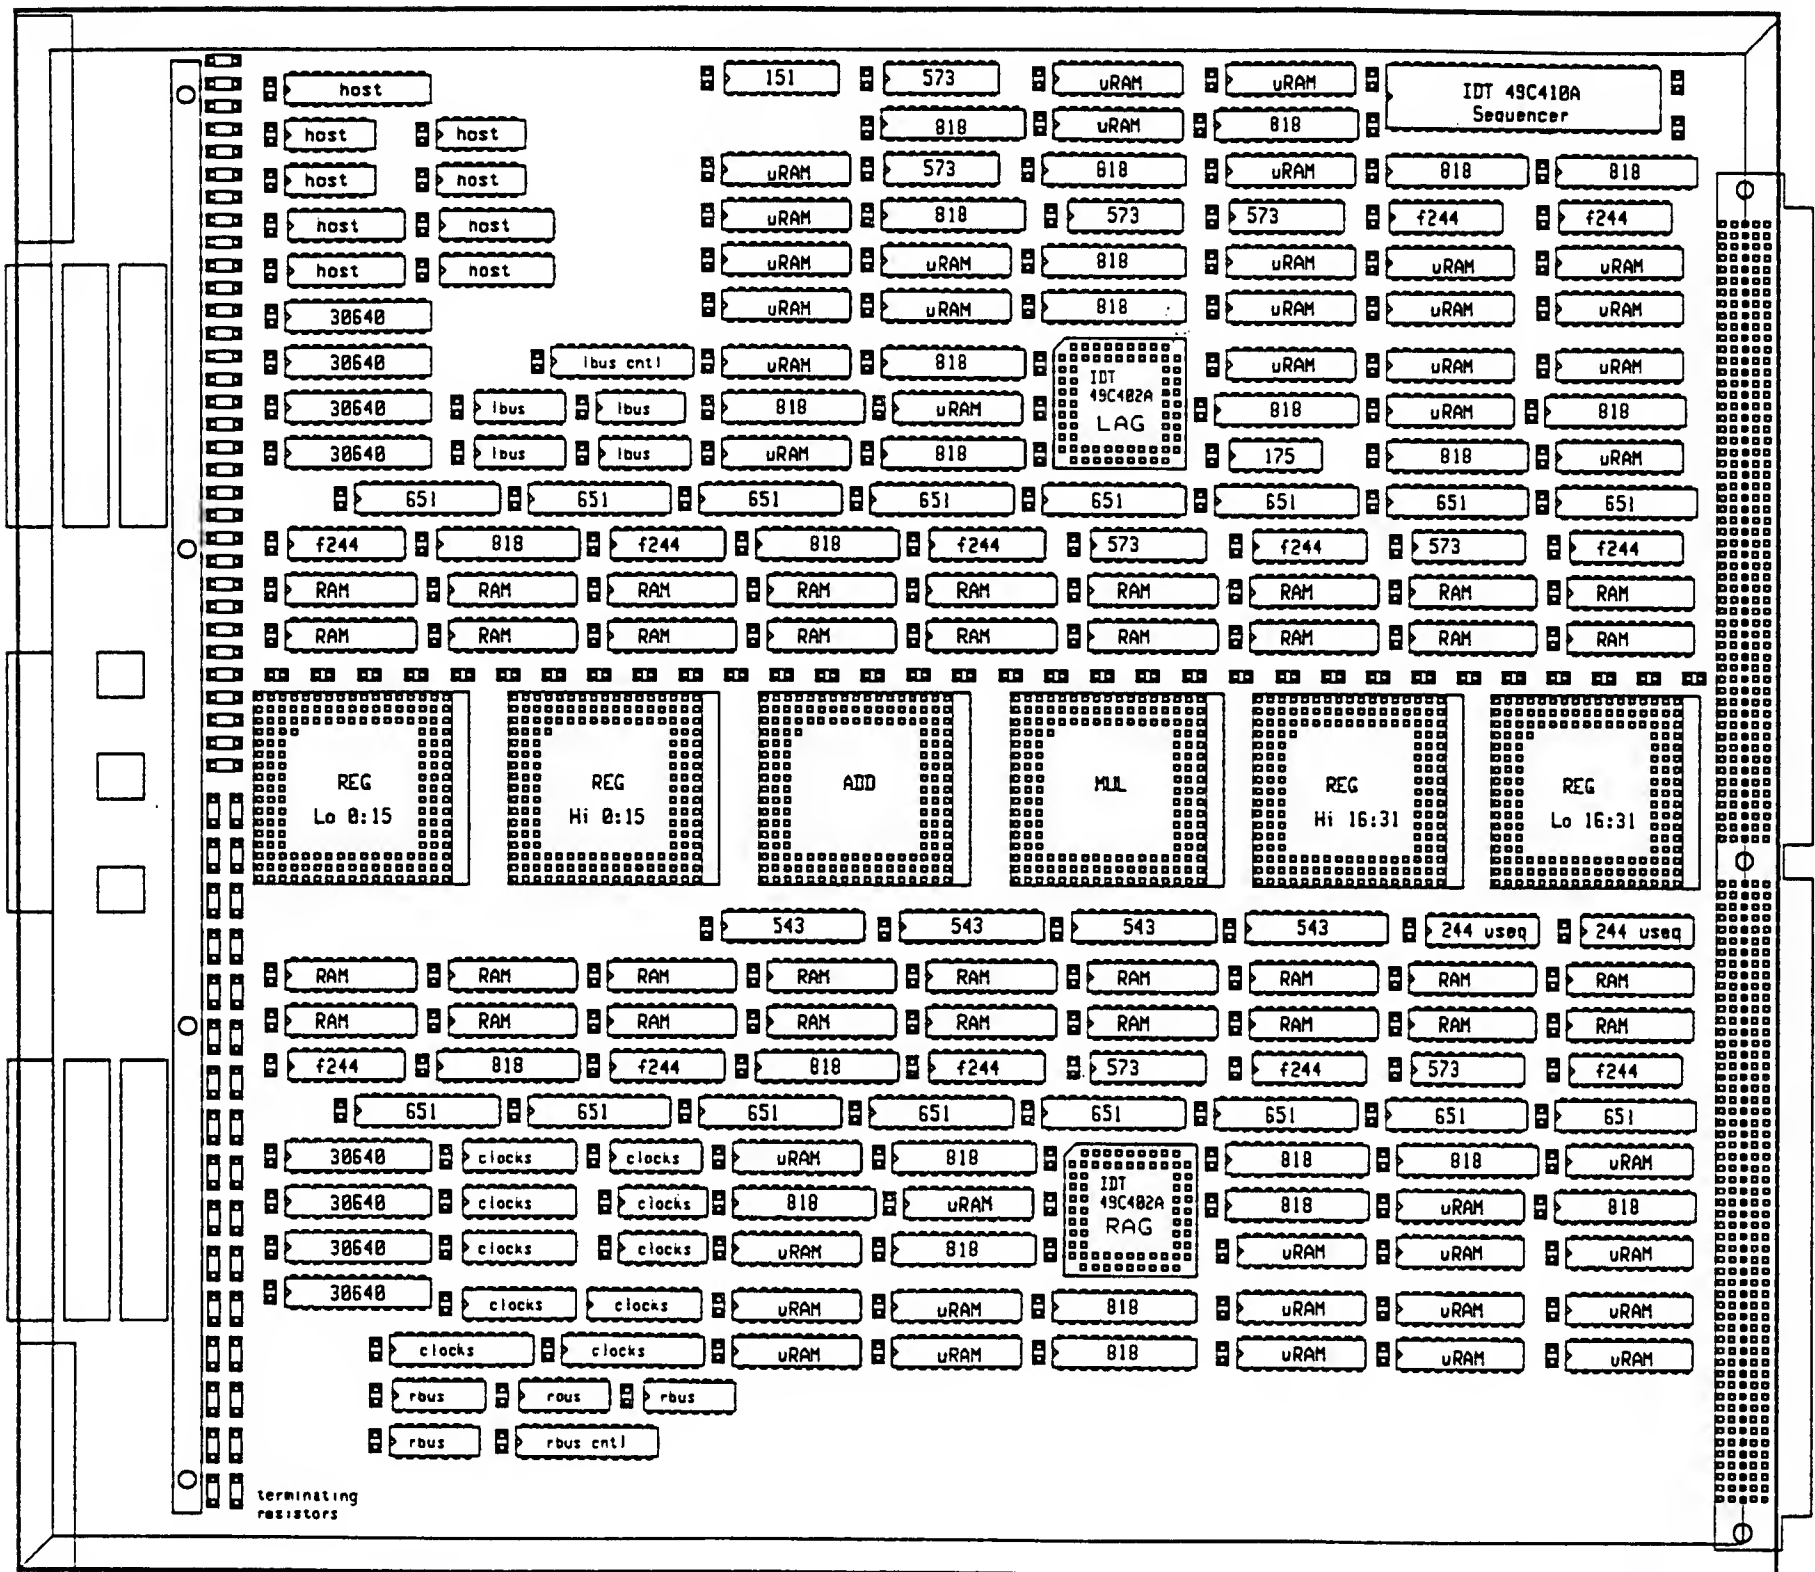 host 151 573 uRAM uRAM IDT 49C410A
Sequencer
host host 818 uRAM 818
host host uRAM 573 818 uRAM 818 818
host host uRAM 818 573 573 f244 f244
host host uRAM uRAM 818 uRAM uRAM uRAM
30640 uRAM uRAM 818 uRAM uRAM uRAM
30640 lbus cntl uRAM 818 uRAM uRAM uRAM
30640 lbus lbus 818 uRAM 818 uRAM 818
30640 lbus lbus uRAM 818 175 818 uRAM
IDT
49C402A
LAG
651 651 651 651 651 651 651 651
f244 818 f244 818 f244 573 f244 573 f244
RAM RAM RAM RAM RAM RAM RAM RAM RAM
RAM RAM RAM RAM RAM RAM RAM RAM RAM
REG REG ADD MUL REG REG
Lo 0:15 Hi 0:15 Hi 16:31 Lo 16:31
543 543 543 543 244 useq 244 useq
RAM RAM RAM RAM RAM RAM RAM RAM RAM
RAM RAM RAM RAM RAM RAM RAM RAM RAM
f244 818 f244 818 f244 573 f244 573 f244
651 651 651 651 651 651 651 651
30640 clocks clocks uRAM 818 818 818 uRAM
30640 clocks clocks 818 uRAM 818 uRAM 818
30640 clocks clocks uRAM 818 uRAM uRAM uRAM
IDT
49C402A
RAG
30640 clocks clocks uRAM uRAM 818 uRAM uRAM uRAM
clocks clocks uRAM uRAM 818 uRAM uRAM uRAM
rbus rbus rbus
rbus rbus cntl
terminating
resistors